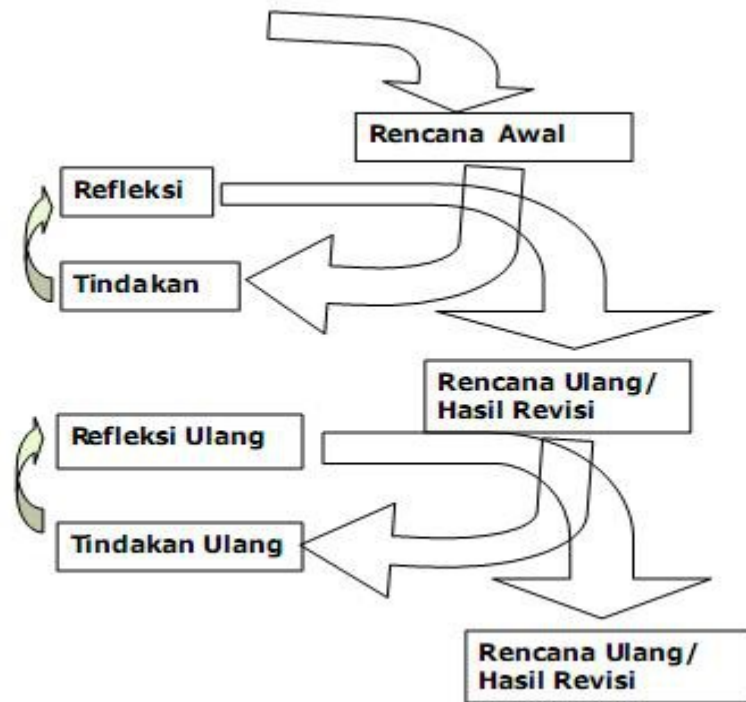 Rencana Awal
Refleksi
Tindakan
Rencana Ulang/
Hasil Revisi
Refleksi Ulang
Tindakan Ulang
Rencana Ulang/
Hasil Revisi